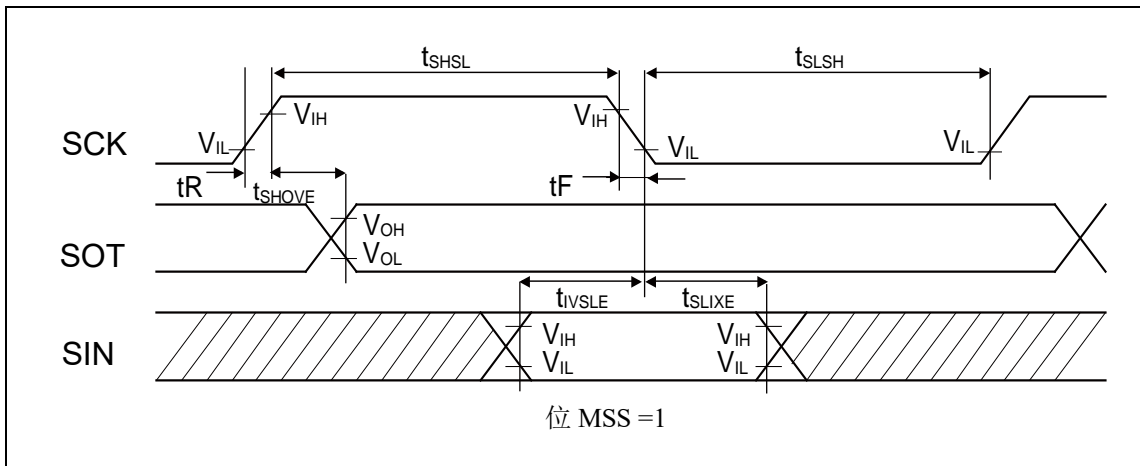 tSHSL
tSLSH
SCK
VIL
VIH
VIH
VIL
VIL
tR
tSHOVE
tF
SOT
VOH
VOL
tIVSLE
tSLIXE
SIN
VIH
VIL
VIH
VIL
位 MSS =1